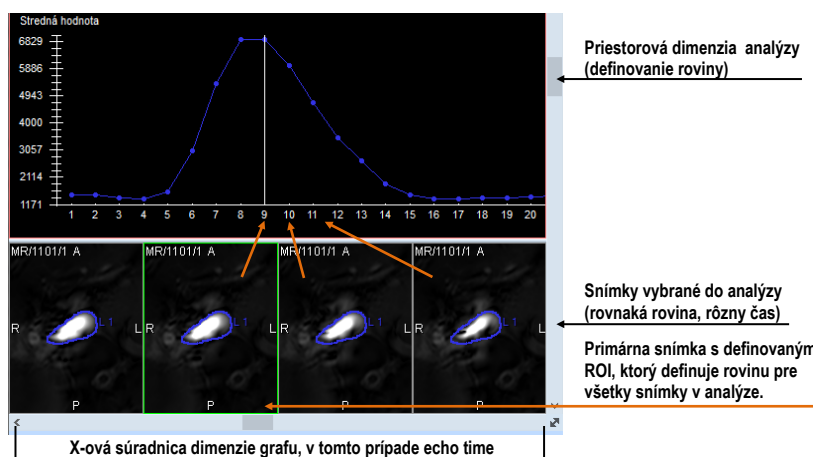 Stredná hodnota
6829
5886
4943
4000
3057
2114
1171
1 2 3 4 5 6 7 8 9 10 11 12 13 14 15 16 17 18 19 20
MR/1101/1 A MR/1101/1 A MR/1101/1 A MR/1101/1 A
R L 1 L R L 1 L R L 1 L R L 1 L
P P P P
Priestorová dimenzia analýzy
(definovanie roviny)
Snímky vybrané do analýzy
(rovnaká rovina, rôzny čas)
Primárna snímka s definovaným
ROI, ktorý definuje rovinu pre
všetky snímky v analýze.
X-ová súradnica dimenzie grafu, v tomto prípade echo time